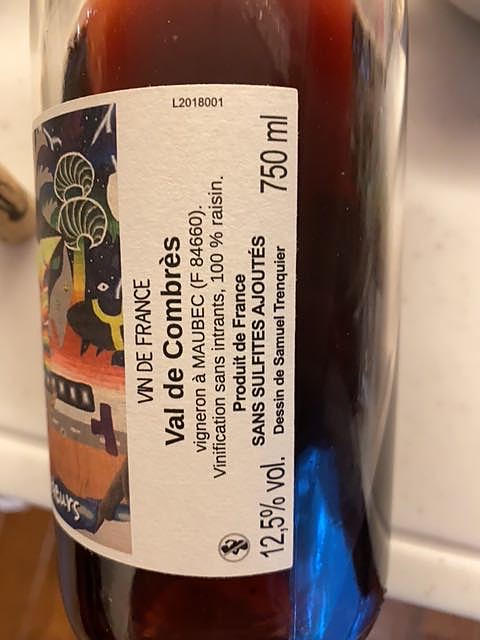 L2018001
VIN DE FRANCE
Val de Combrès
vigneron à MAUBEC (F 84660).
Vinification sans intrants, 100 % raisin.
Produit de France
SANS SULFITES AJOUTÉS
12,5% vol. Dessin de Samuel Trenquier 750 ml